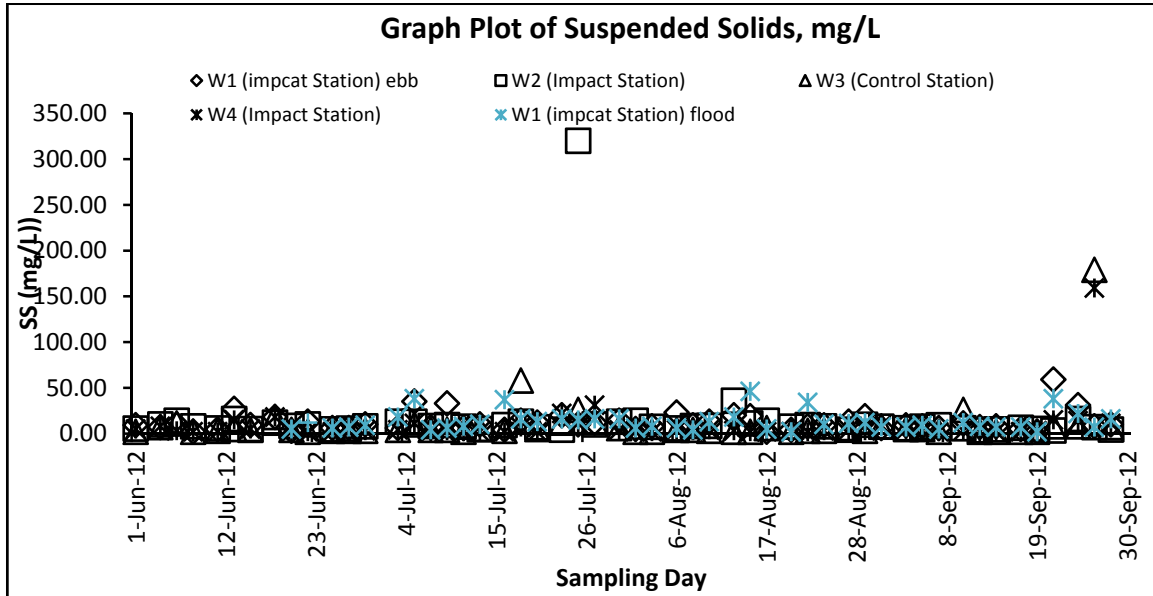 Graph Plot of Suspended Solids, mg/L
W1 (impcat Station) ebb
W2 (Impact Station)
W3 (Control Station)
W4 (Impact Station)
W1 (impcat Station) flood
350.00
300.00
250.00
200.00
150.00
100.00
50.00
0.00
SS (mg/L))
1-Jun-12
12-Jun-12
23-Jun-12
4-Jul-12
15-Jul-12
26-Jul-12
6-Aug-12
17-Aug-12
28-Aug-12
8-Sep-12
19-Sep-12
30-Sep-12
Sampling Day